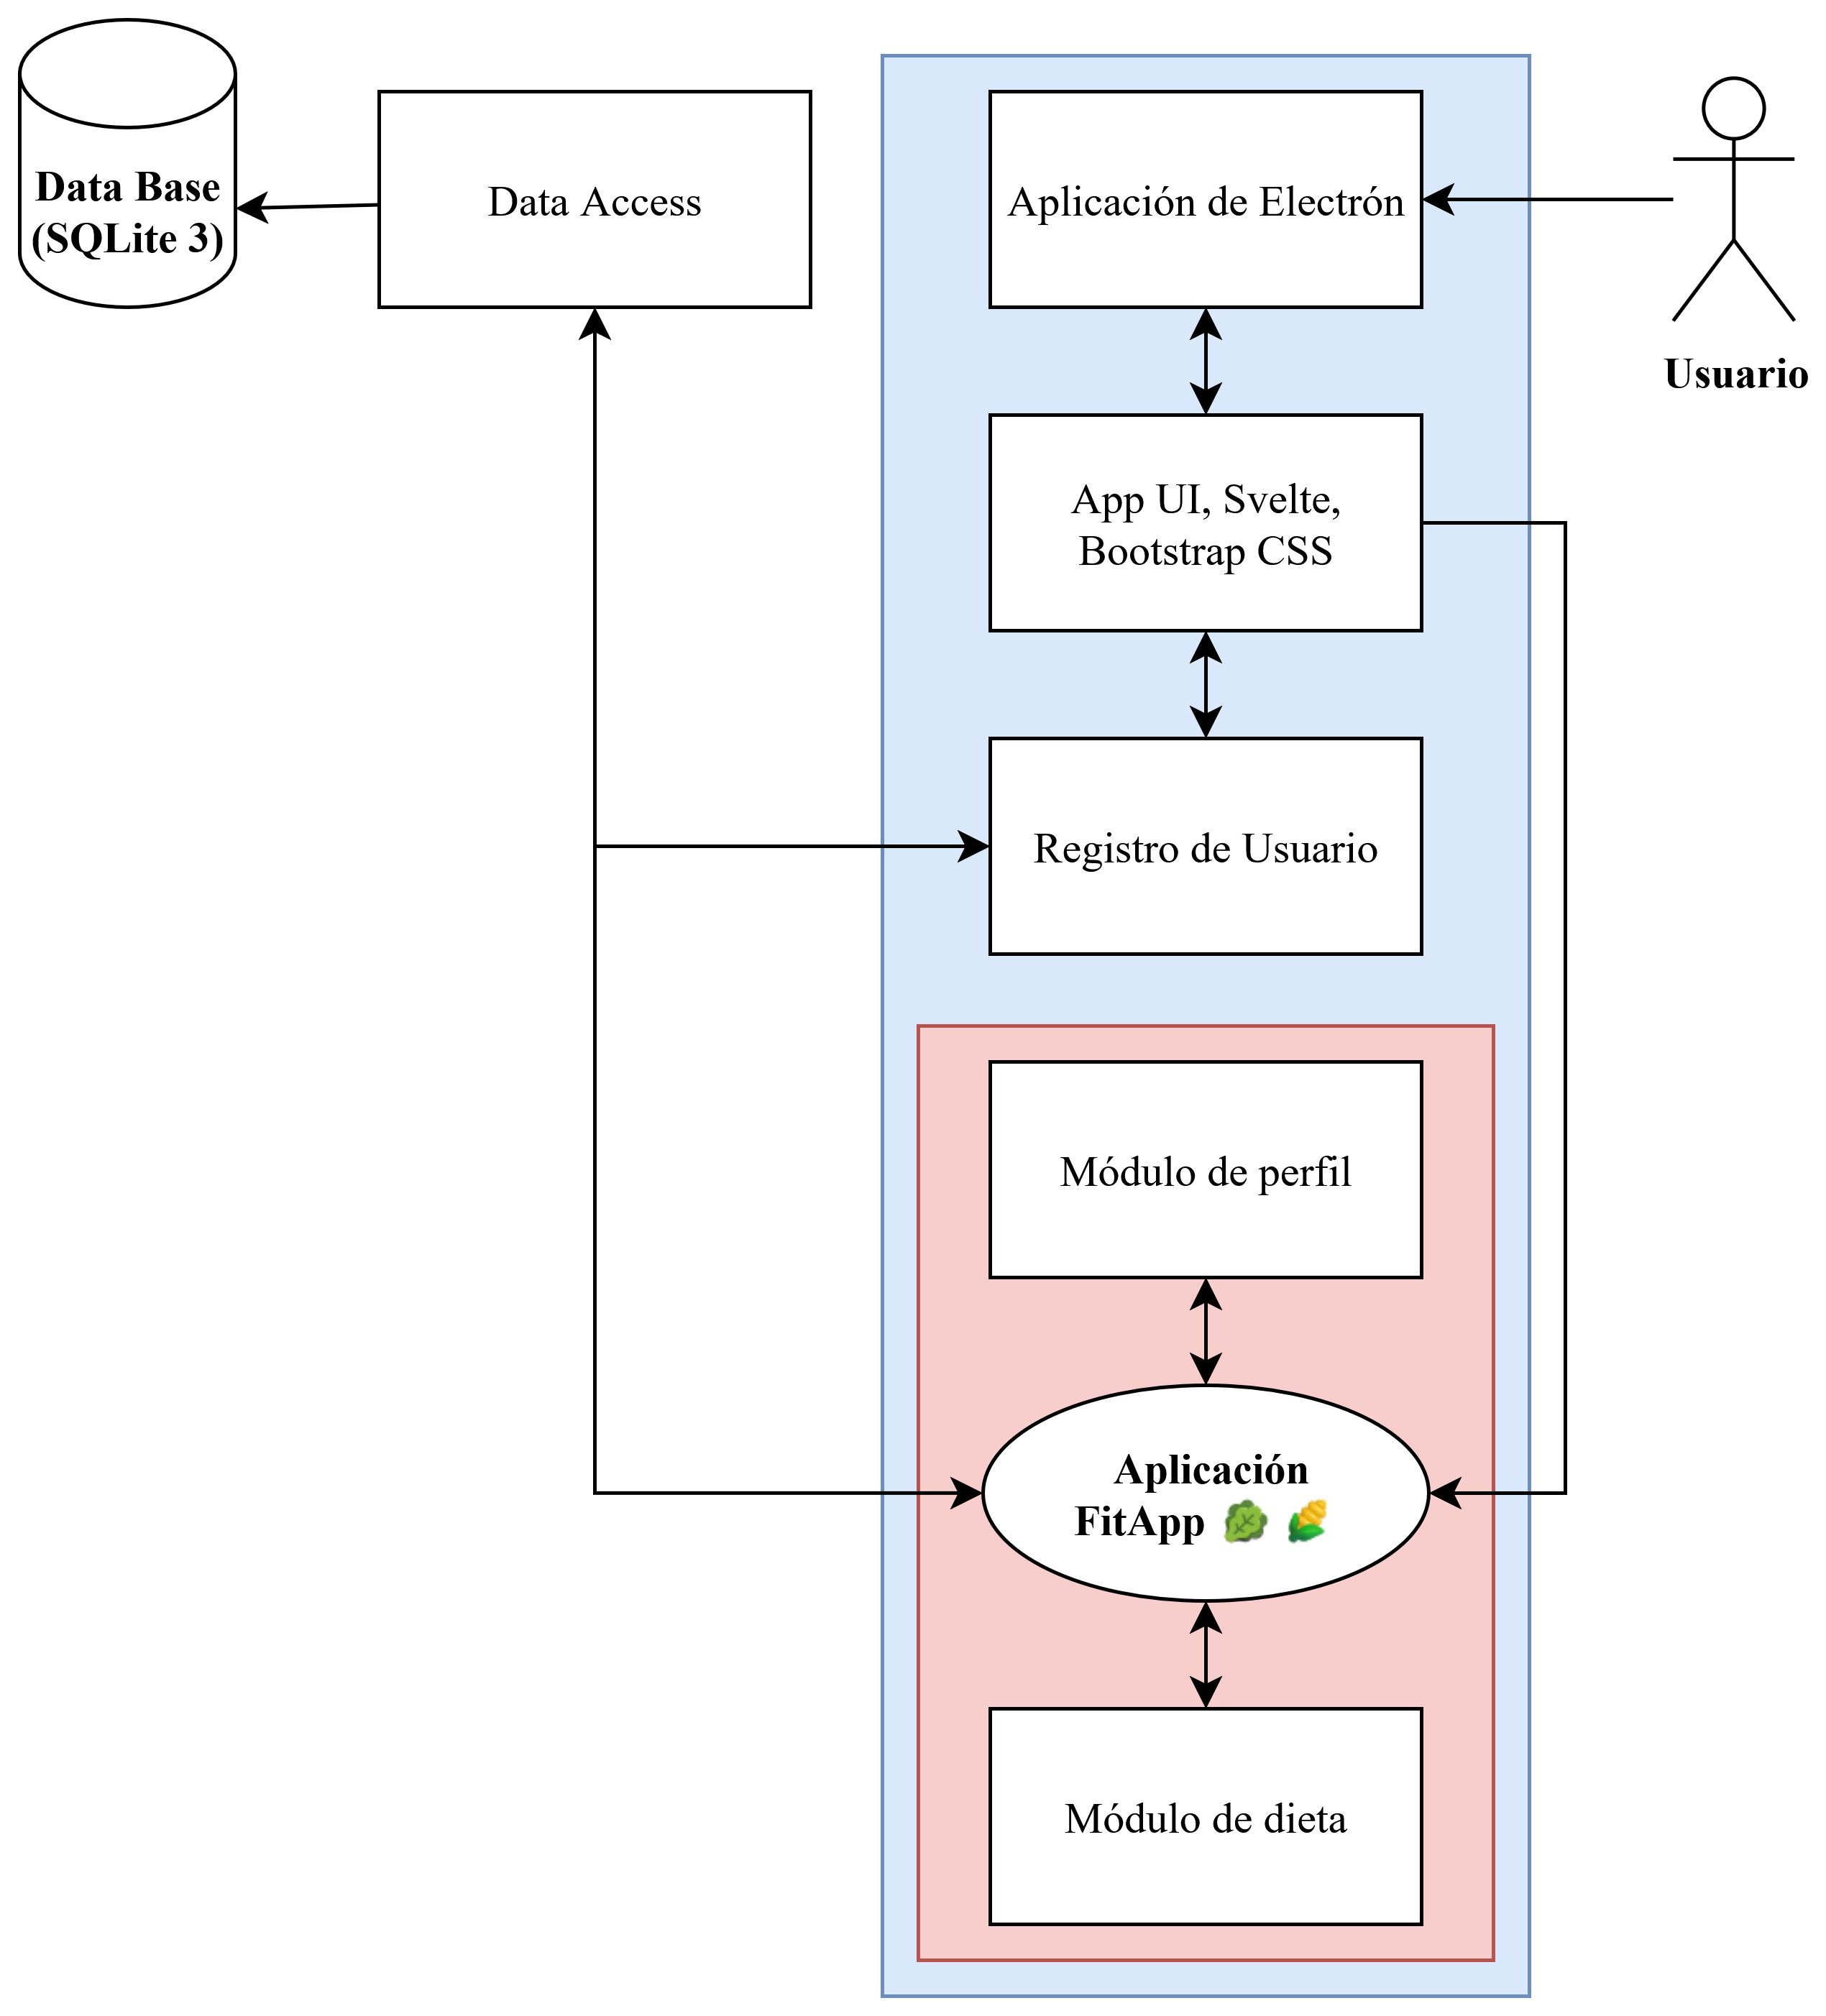 Data Base
(SQLite 3)
Data Access
Aplicación de Electrón
Usuario
App UI, Svelte,
Bootstrap CSS
Registro de Usuario
Módulo de perfil
Aplicación
FitApp 🥬 🌽
Módulo de dieta